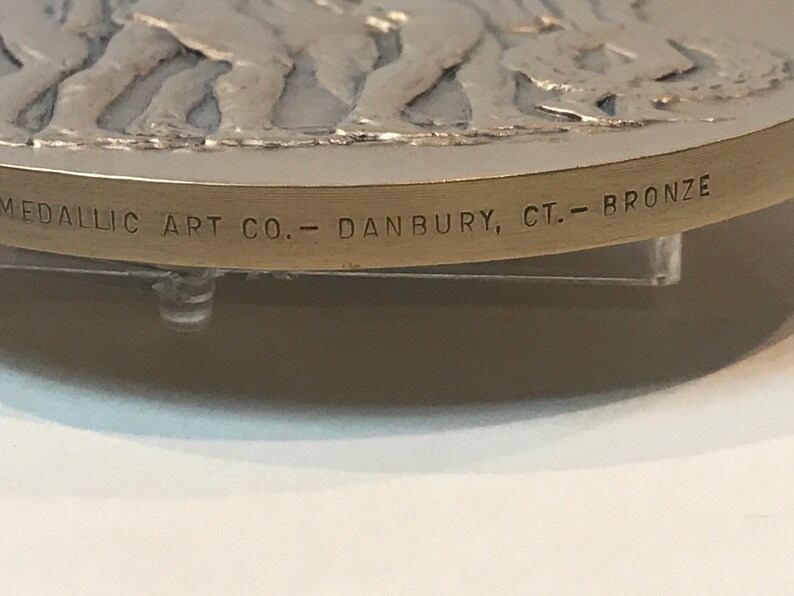 MEDALLIC ART CO.— DANBURY, CT.— BRONZE